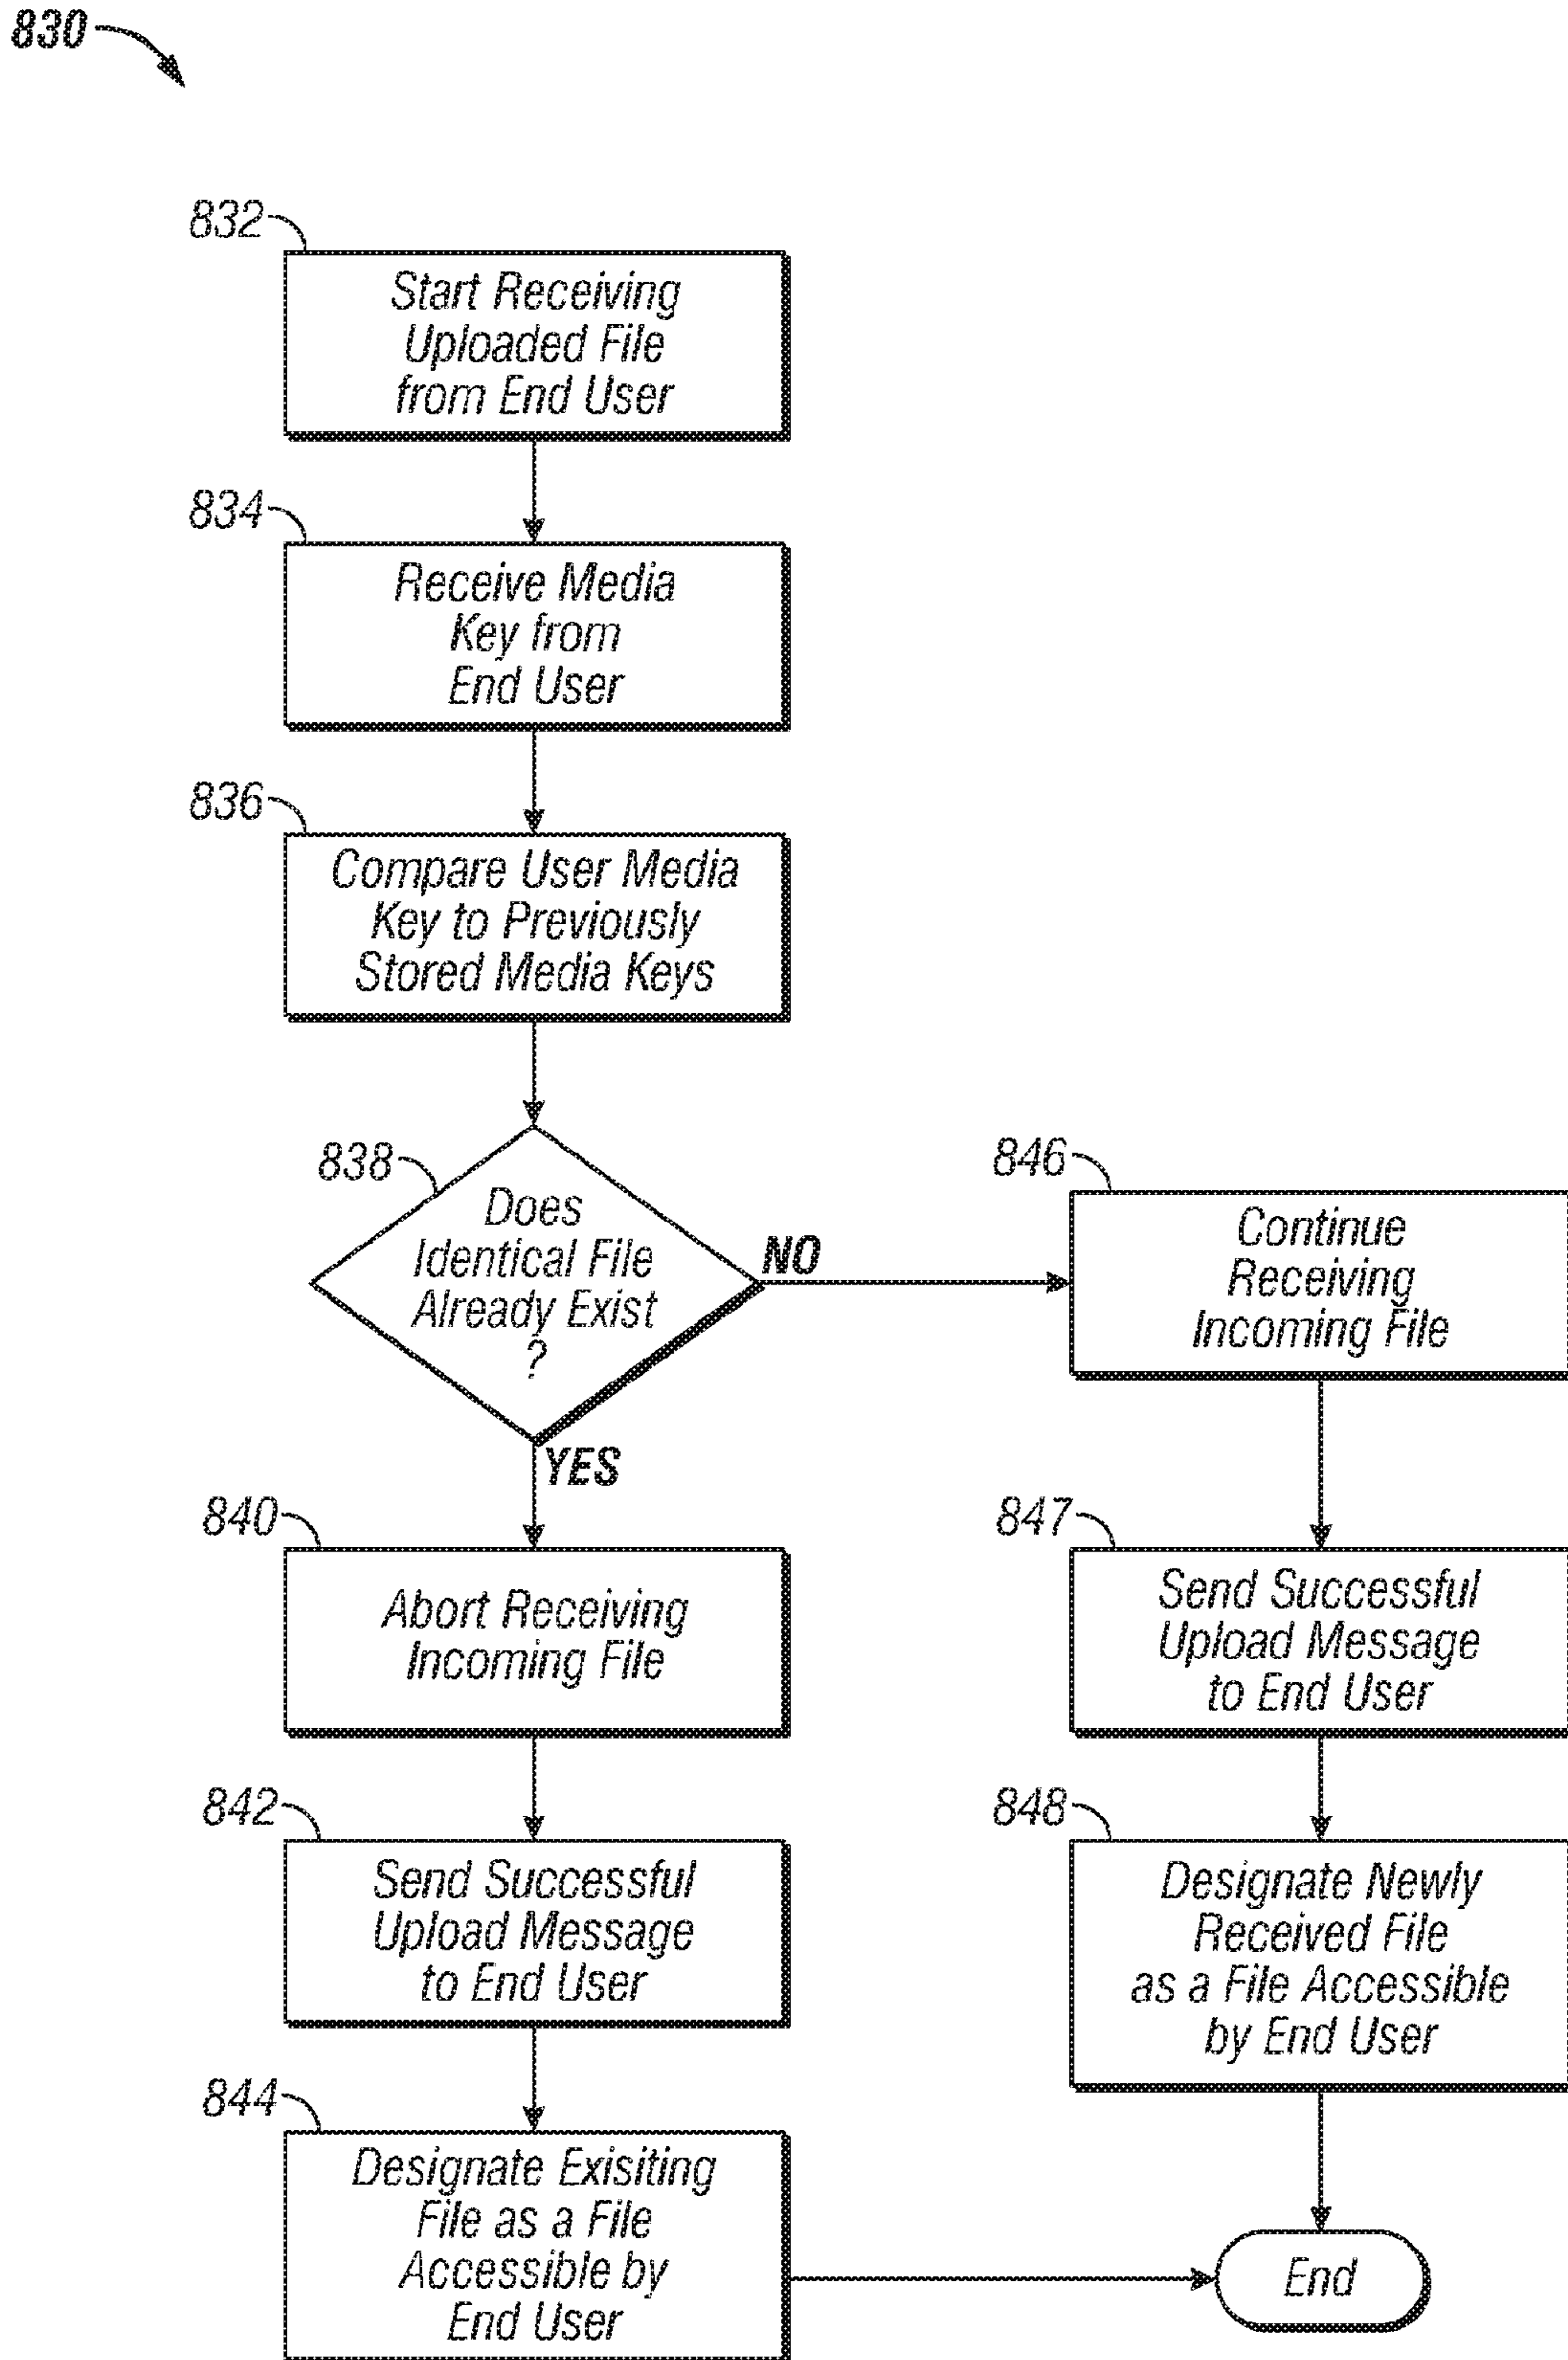 830
832
Start Receiving
Uploaded File
from End User
834
Receive Media
Key from
End User
836
Compare User Media
Key to Previously
Stored Media Keys
838
Does
Identical File
Already Exist
?
NO
YES
846
Continue
Receiving
Incoming File
840
Abort Receiving
Incoming File
847
Send Successful
Upload Message
to End User
842
Send Successful
Upload Message
to End User
848
Designate Newly
Received File
as a File Accessible
by End User
844
Designate Exisiting
File as a File
Accessible by
End User
End